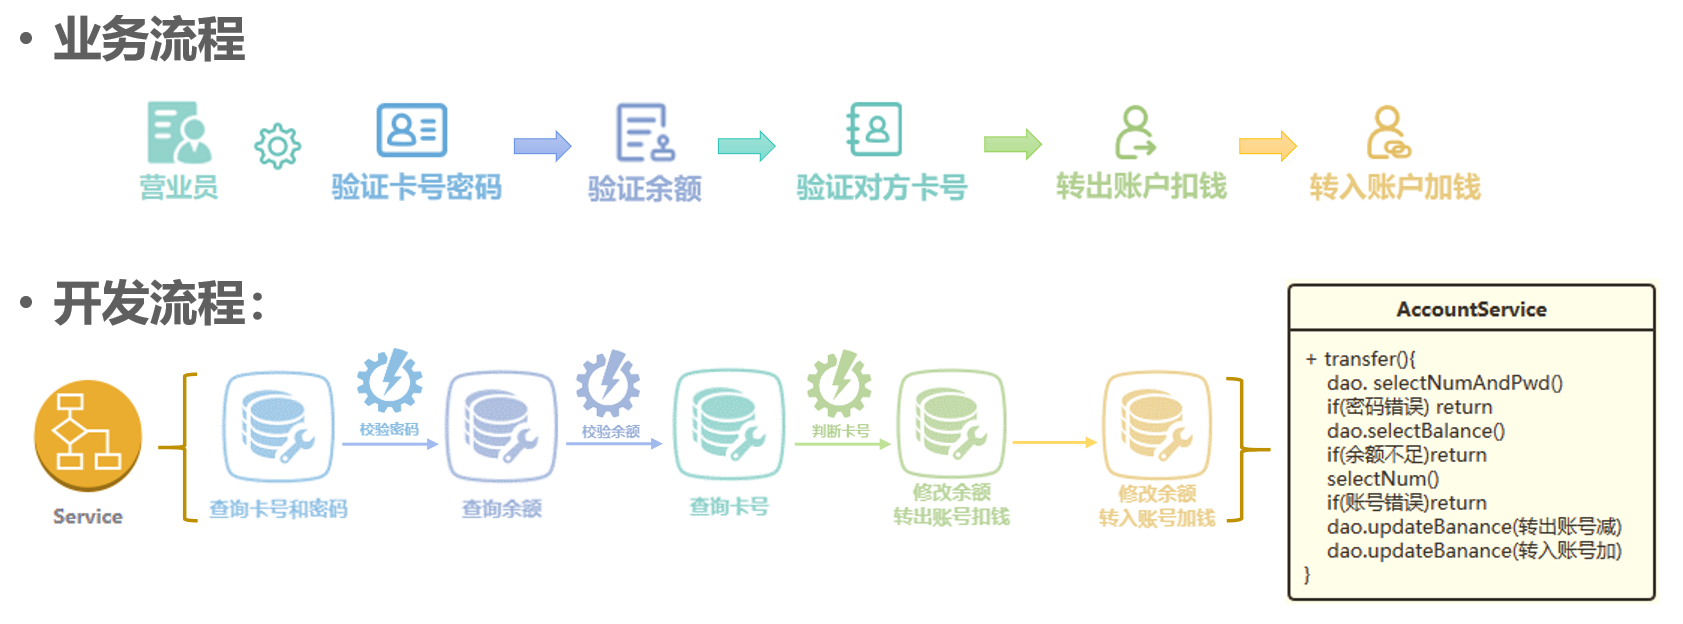 • 业务流程
营业员
验证卡号密码
验证余额
验证对方卡号
转出账户扣钱
转入账户加钱
• 开发流程：
Service
校验密码
校验余额
判断卡号
查询卡号和密码
查询余额
查询卡号
修改余额
转出账号扣钱
修改余额
转入账号加钱
AccountService
+ transfer(){
dao. selectNumAndPwd()
if(密码错误) return
dao.selectBalance()
if(余额不足)return
selectNum()
if(账号错误)return
dao.updateBanance(转出账号减)
dao.updateBanance(转入账号加)
}